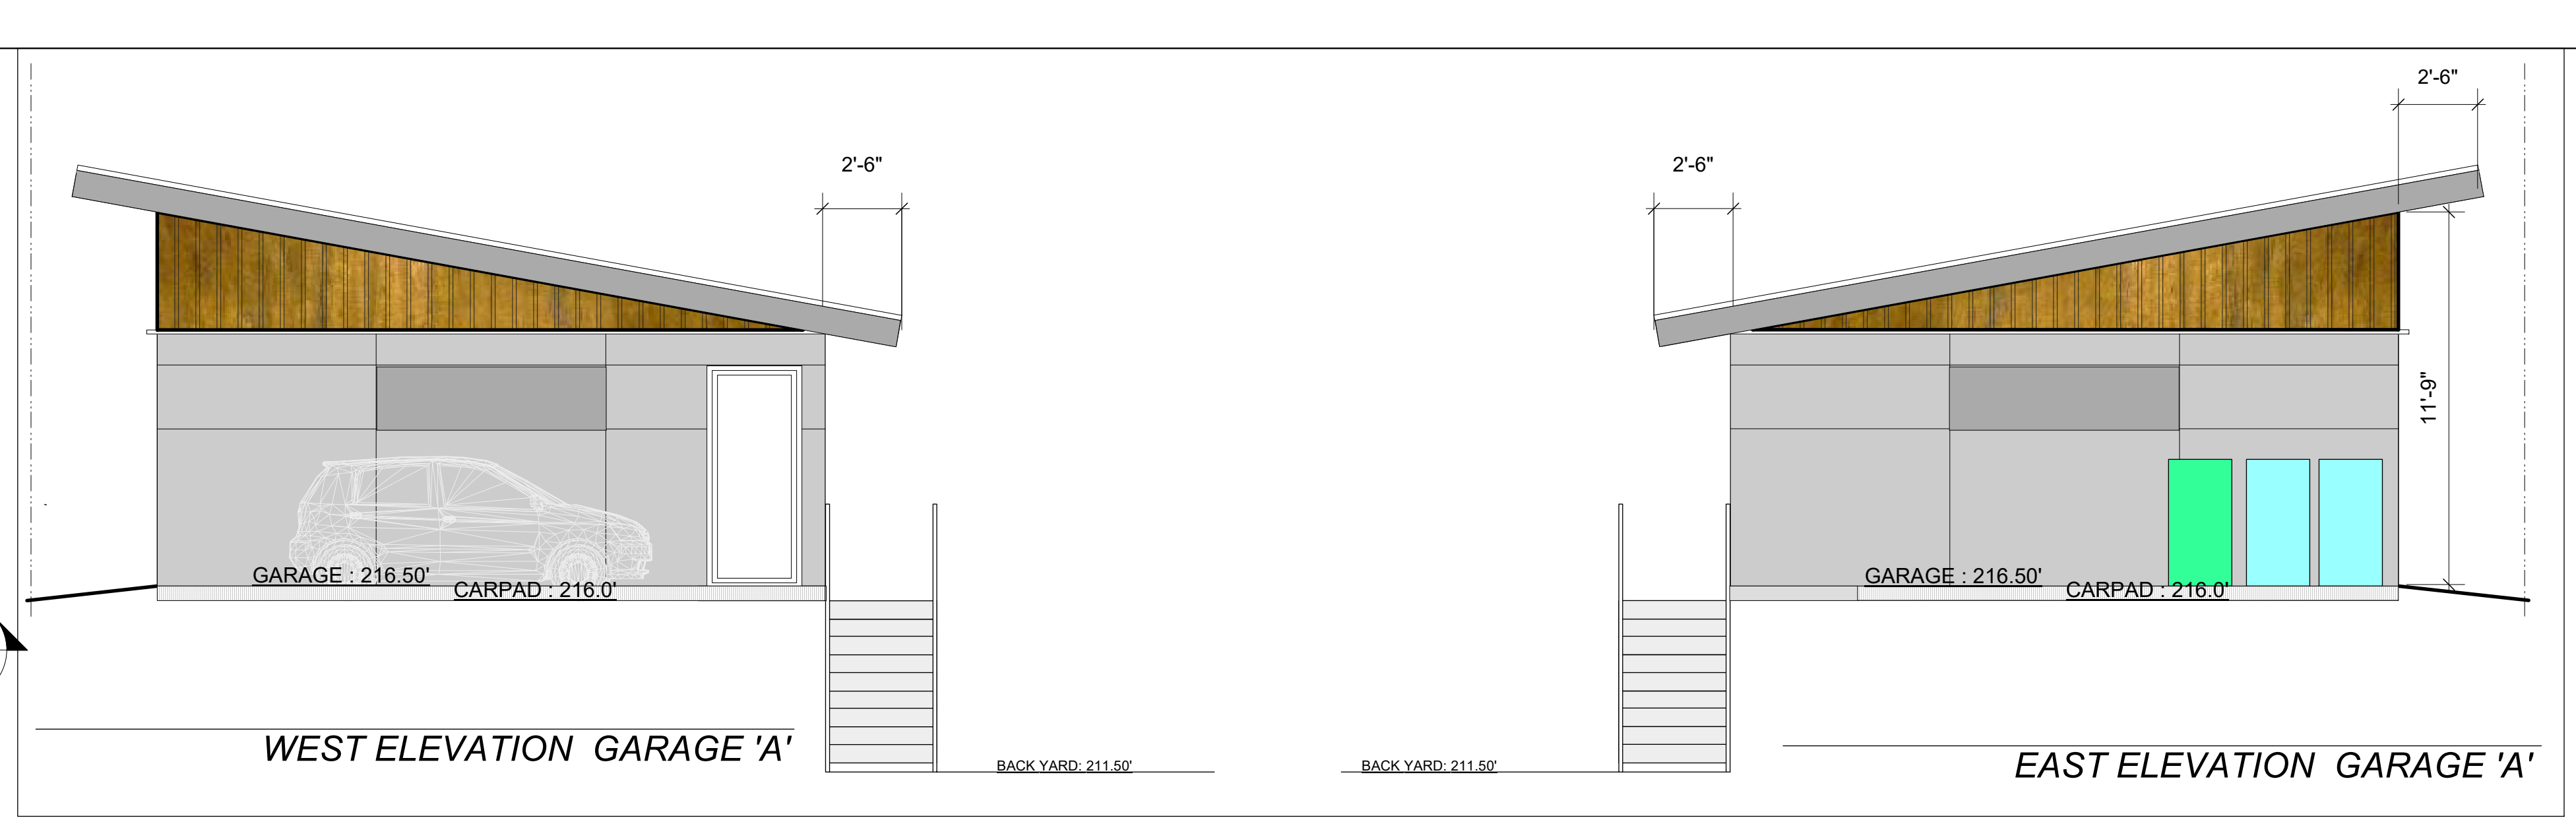 2'-6"
2'-6"
2'-6"
11'-9"
GARAGE : 216.50'
CARPAD : 216.0'
GARAGE : 216.50'
CARPAD : 216.0'
WEST ELEVATION GARAGE 'A'
BACK YARD: 211.50'
BACK YARD: 211.50'
EAST ELEVATION GARAGE 'A'